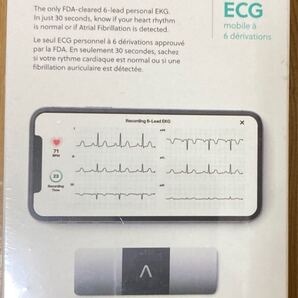 The only FDA-cleared 6-lead personal EKG.
In just 30 seconds, know if your heart rhythm
is normal or if Atrial Fibrillation is detected.
Le seul ECG personnel à 6 dérivations approuvé
par la FDA. En seulement 30 secondes, sachez
si votre rythme cardiaque est normal ou si une
fibrillation auriculaire est détectée.
ECG
mobile à
6 dérivations
Recording 6-Lead EKG
71
BPM
23
Recording
Time